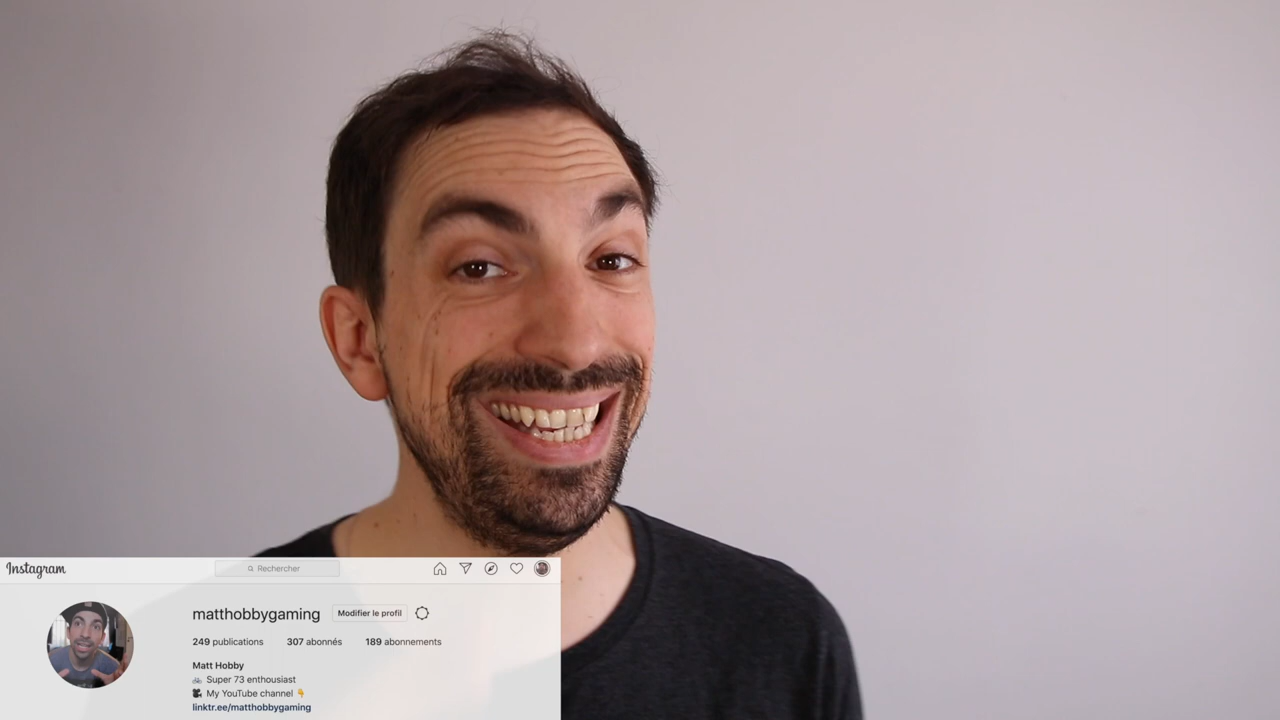 Instagram
Rechercher
matthobbygaming Modifier le profil
249 publications 307 abonnés 189 abonnements
Matt Hobby
🚲 Super 73 enthousiast
🎥 My YouTube channel 👇
linktr.ee/matthobbygaming